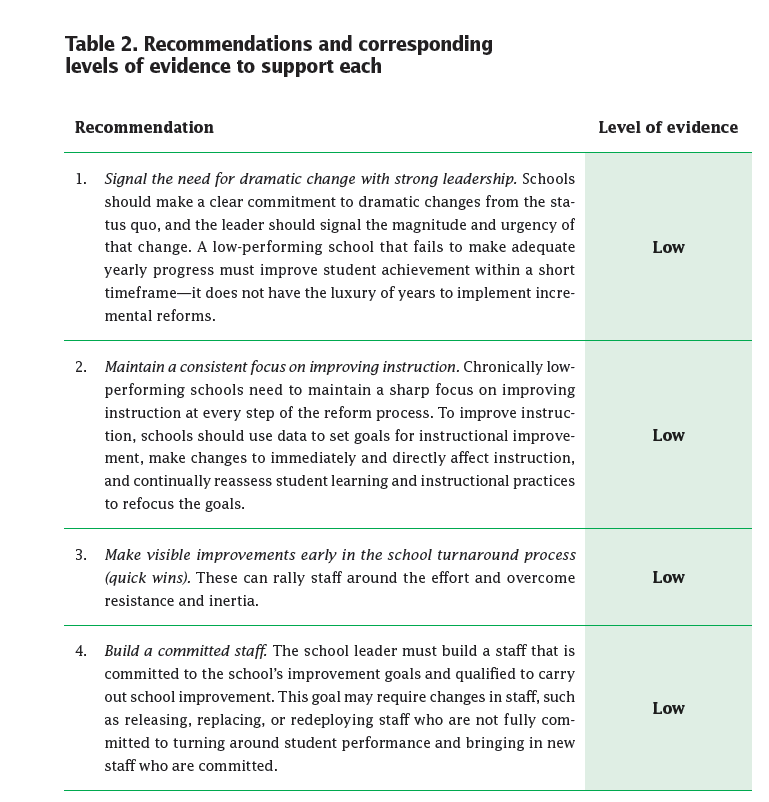 Table 2. Recommendations and corresponding
levels of evidence to support each
Recommendation Level of evidence
1. Signal the need for dramatic change with strong leadership. Schools
should make a clear commitment to dramatic changes from the sta-
tus quo, and the leader should signal the magnitude and urgency of
that change. A low-performing school that fails to make adequate
yearly progress must improve student achievement within a short
timeframe—it does not have the luxury of years to implement incre-
mental reforms.
Low
2. Maintain a consistent focus on improving instruction. Chronically low-
performing schools need to maintain a sharp focus on improving
instruction at every step of the reform process. To improve instruc-
tion, schools should use data to set goals for instructional improve-
ment, make changes to immediately and directly affect instruction,
and continually reassess student learning and instructional practices
to refocus the goals.
Low
3. Make visible improvements early in the school turnaround process
(quick wins). These can rally staff around the effort and overcome
resistance and inertia.
Low
4. Build a committed staff. The school leader must build a staff that is
committed to the school's improvement goals and qualified to carry
out school improvement. This goal may require changes in staff, such
as releasing, replacing, or redeploying staff who are not fully com-
mitted to turning around student performance and bringing in new
staff who are committed.
Low